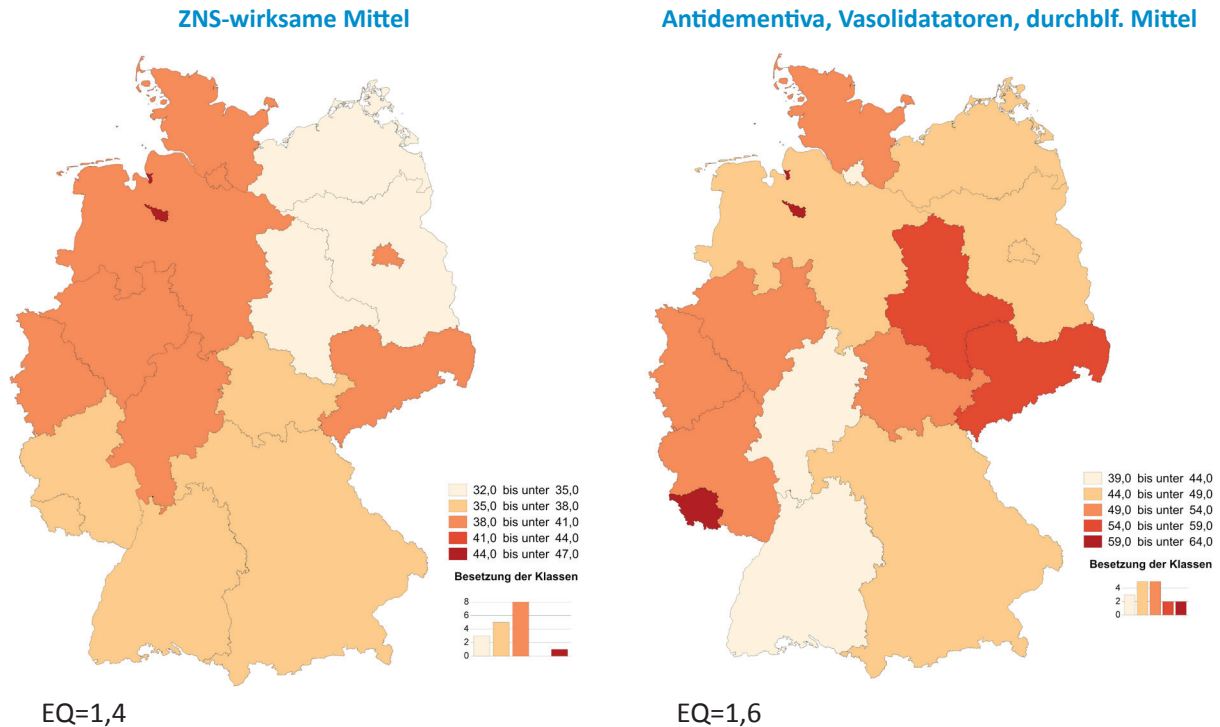 ZNS-wirksame Mittel
32,0 bis unter 35,0
35,0 bis unter 38,0
38,0 bis unter 41,0
41,0 bis unter 44,0
44,0 bis unter 47,0
Besetzung der Klassen
8
6
4
2
0
EQ=1,4
Antidementiva, Vasolidatatoren, durchblf. Mittel
39,0 bis unter 44,0
44,0 bis unter 49,0
49,0 bis unter 54,0
54,0 bis unter 59,0
59,0 bis unter 64,0
Besetzung der Klassen
4
2
0
EQ=1,6